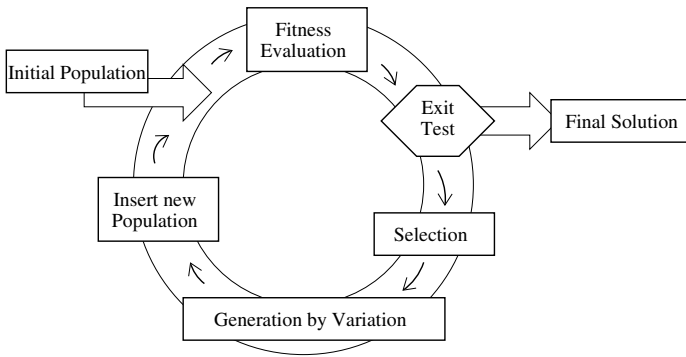 Fitness
Evaluation
Initial Population
Exit
Test
Final Solution
Insert new
Population
Selection
Generation by Variation